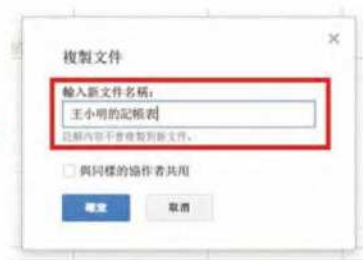 複製文件
輸入新文件名稱：
王小明的記帳表
註解內容不會複製到新文件。
與同樣的協作者共用
確定
取消